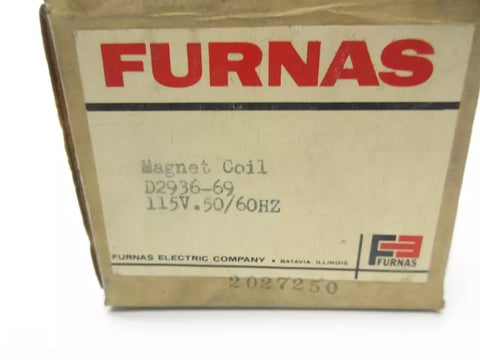 FURNAS
Magnet Coil
D2936-69
115V.50/60HZ
FURNAS ELECTRIC COMPANY • BATAVIA ILLINOIS
FURNAS
2027250